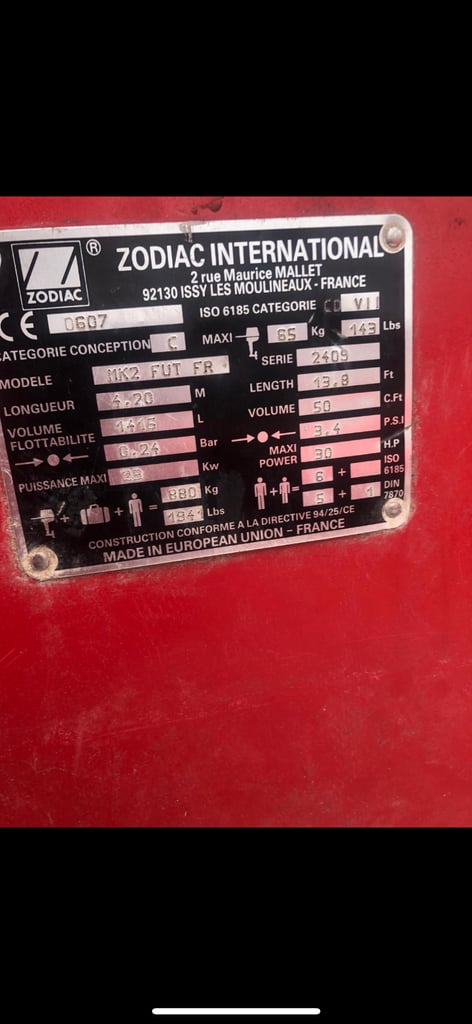 ZODIAC
®
ZODIAC INTERNATIONAL
2 rue Maurice MALLET
92130 ISSY LES MOULINEAUX - FRANCE
CE 0607
ISO 6185 CATEGORIE CD VII
CATEGORIE CONCEPTION C
MAXI 65 Kg 143 Lbs
MODELE MK2 FUT FR
SERIE 2409
LONGUEUR 4,20 M
LENGTH 13,8 Ft
VOLUME FLOTTABILITE L
VOLUME 50 C.Ft
0,24 Bar
3,4 P.S.I
PUISSANCE MAXI Kw
MAXI POWER 30 H.P
+ + = 880 Kg
1941 Lbs
+ = 6 + ISO 6185
5 + 1 DIN 7870
CONSTRUCTION CONFORME A LA DIRECTIVE 94/25/CE
MADE IN EUROPEAN UNION - FRANCE